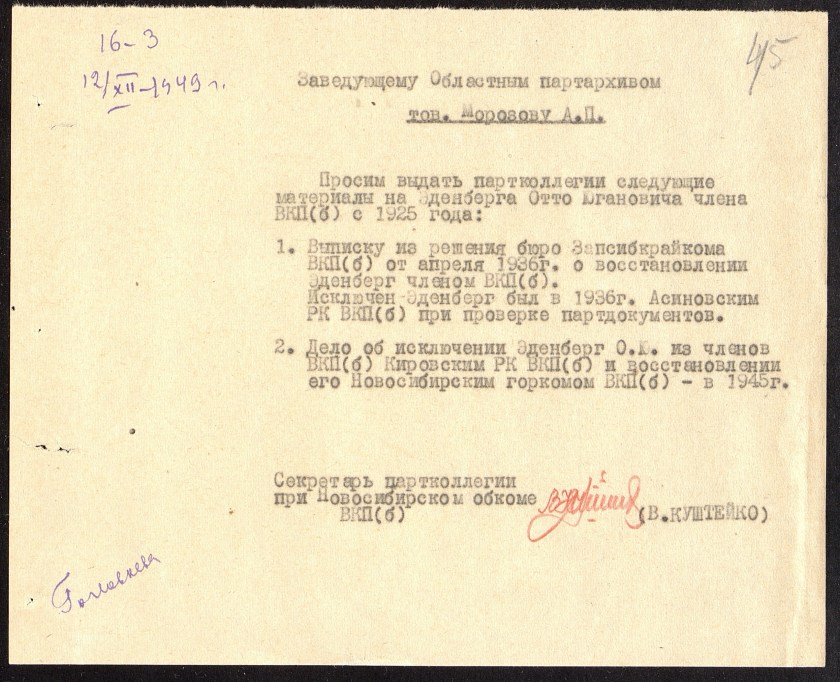 16-3
12/XII-1949 г.
45
Заведующему Областным партархивом
тов. Морозову А.П.
Просим выдать партколлегии следующие
материалы на Эденберга Отто Югановича члена
ВКП(б) с 1925 года:
1. Выписку из решения бюро Запсибкрайкома
ВКП(б) от апреля 1936г. о восстановлении
Эденберг членом ВКП(б).
Исключен Эденберг был в 1936г. Асиновским
РК ВКП(б) при проверке партдокументов.
2. Дело об исключении Эденберг О.Ю. из членов
ВКП(б) Кировским РК ВКП(б) и восстановлении
его Новосибирским горкомом ВКП(б) - в 1945г.
Секретарь партколлегии
при Новосибирском обкоме
ВКП(б)
(В.КУШТЕЙКО)